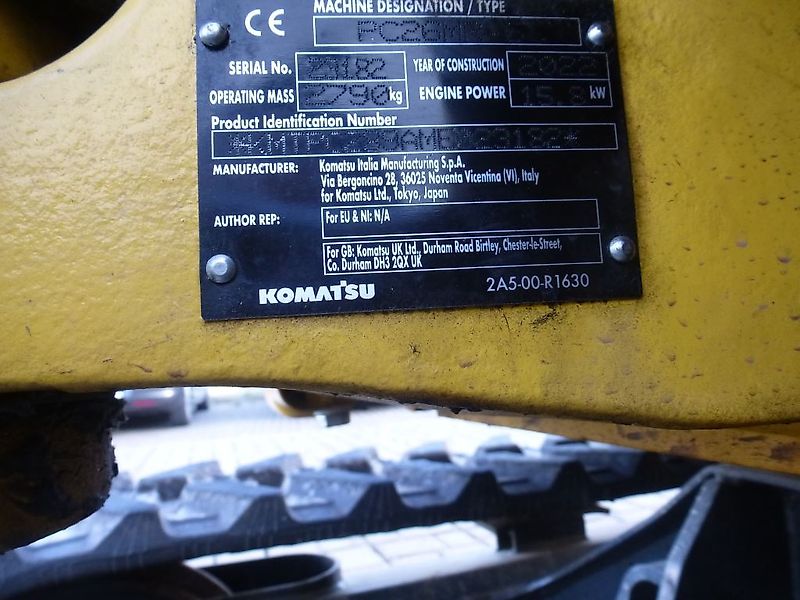 MACHINE DESIGNATION / TYPE
CE
SERIAL No. 23182 YEAR OF CONSTRUCTION 2022
OPERATING MASS 2790 kg ENGINE POWER 15.8 kW
Product Identification Number
MANUFACTURER: Komatsu Italia Manufacturing S.p.A.
Via Bergoncino 28, 36025 Noventa Vicentina (VI), Italy
for Komatsu Ltd., Tokyo, Japan
AUTHOR REP: For EU & NI: N/A
For GB: Komatsu UK Ltd., Durham Road Birtley, Chester-le-Street,
Co. Durham DH3 2QX UK
KOMATSU 2A5-00-R1630